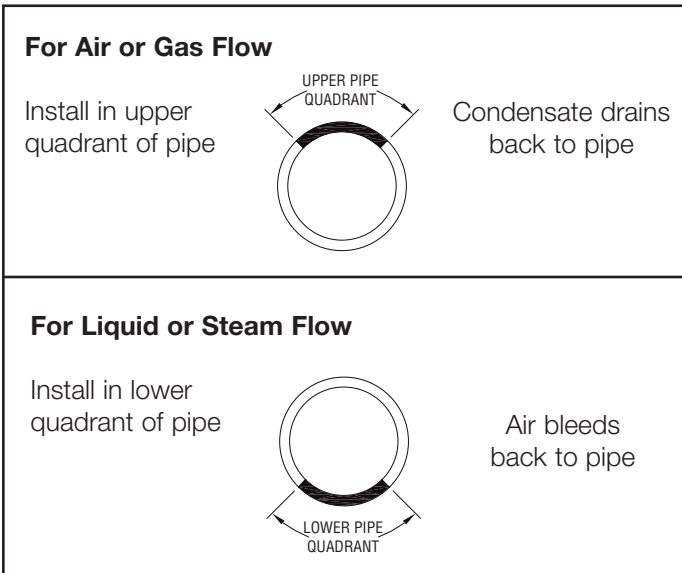 For Air or Gas Flow
Install in upper
quadrant of pipe
UPPER PIPE
QUADRANT
Condensate drains
back to pipe
For Liquid or Steam Flow
Install in lower
quadrant of pipe
LOWER PIPE
QUADRANT
Air bleeds
back to pipe